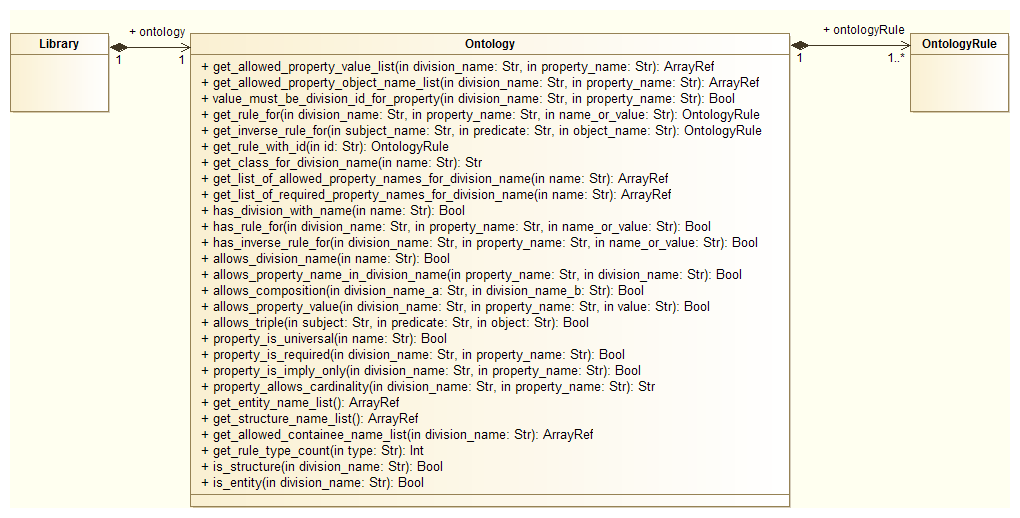 + ontology
+ ontologyRule
Library
Ontology
OntologyRule
1
1
1
1..*
+ get_allowed_property_value_list(in division_name: Str, in property_name: Str): ArrayRef
+ get_allowed_property_object_name_list(in division_name: Str, in property_name: Str): ArrayRef
+ value_must_be_division_id_for_property(in division_name: Str, in property_name: Str): Bool
+ get_rule_for(in division_name: Str, in property_name: Str, in name_or_value: Str): OntologyRule
+ get_inverse_rule_for(in subject_name: Str, in predicate: Str, in object_name: Str): OntologyRule
+ get_rule_with_id(in id: Str): OntologyRule
+ get_class_for_division_name(in name: Str): Str
+ get_list_of_allowed_property_names_for_division_name(in name: Str): ArrayRef
+ get_list_of_required_property_names_for_division_name(in name: Str): ArrayRef
+ has_division_with_name(in name: Str): Bool
+ has_rule_for(in division_name: Str, in property_name: Str, in name_or_value: Str): Bool
+ has_inverse_rule_for(in division_name: Str, in property_name: Str, in name_or_value: Str): Bool
+ allows_division_name(in name: Str): Bool
+ allows_property_name_in_division_name(in property_name: Str, in division_name: Str): Bool
+ allows_composition(in division_name_a: Str, in division_name_b: Str): Bool
+ allows_property_value(in division_name: Str, in property_name: Str, in value: Str): Bool
+ allows_triple(in subject: Str, in predicate: Str, in object: Str): Bool
+ property_is_universal(in name: Str): Bool
+ property_is_required(in division_name: Str, in property_name: Str): Bool
+ property_is_imply_only(in division_name: Str, in property_name: Str): Bool
+ property_allows_cardinality(in division_name: Str, in property_name: Str): Str
+ get_entity_name_list(): ArrayRef
+ get_structure_name_list(): ArrayRef
+ get_allowed_containee_name_list(in division_name: Str): ArrayRef
+ get_rule_type_count(in type: Str): Int
+ is_structure(in division_name: Str): Bool
+ is_entity(in division_name: Str): Bool